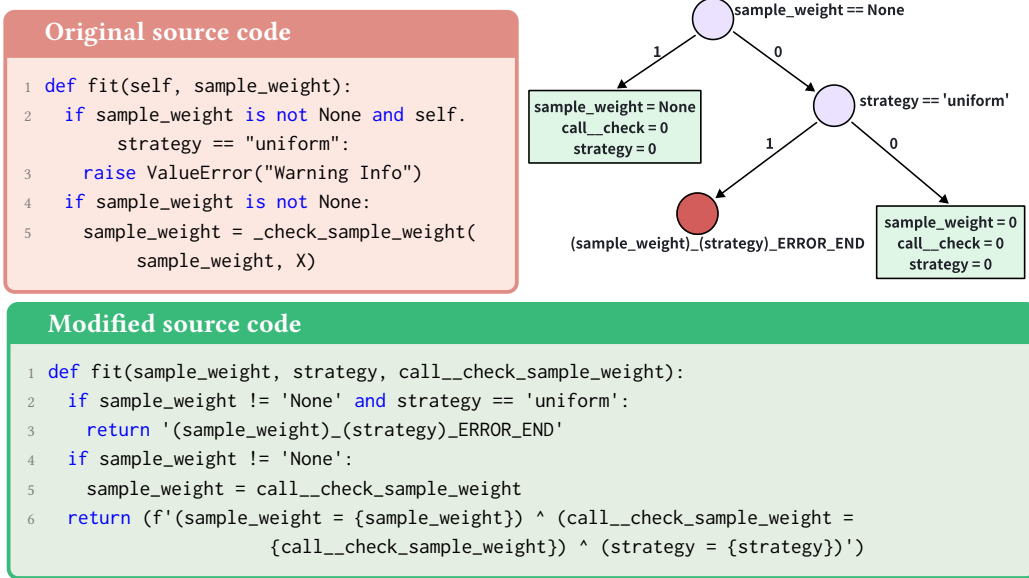 Original source code
1 def fit(self, sample_weight):
2 if sample_weight is not None and self.
strategy == "uniform":
3 raise ValueError("Warning Info")
4 if sample_weight is not None:
5 sample_weight = _check_sample_weight(
sample_weight, X)
sample_weight == None
1
0
sample_weight = None
call__check = 0
strategy = 0
strategy == 'uniform'
1
0
(sample_weight)_(strategy)_ERROR_END
sample_weight = 0
call__check = 0
strategy = 0
Modified source code
1 def fit(sample_weight, strategy, call__check_sample_weight):
2 if sample_weight != 'None' and strategy == 'uniform':
3 return '(sample_weight)_(strategy)_ERROR_END'
4 if sample_weight != 'None':
5 sample_weight = call__check_sample_weight
6 return (f'(sample_weight = {sample_weight}) ^ (call__check_sample_weight =
{call__check_sample_weight}) ^ (strategy = {strategy})')